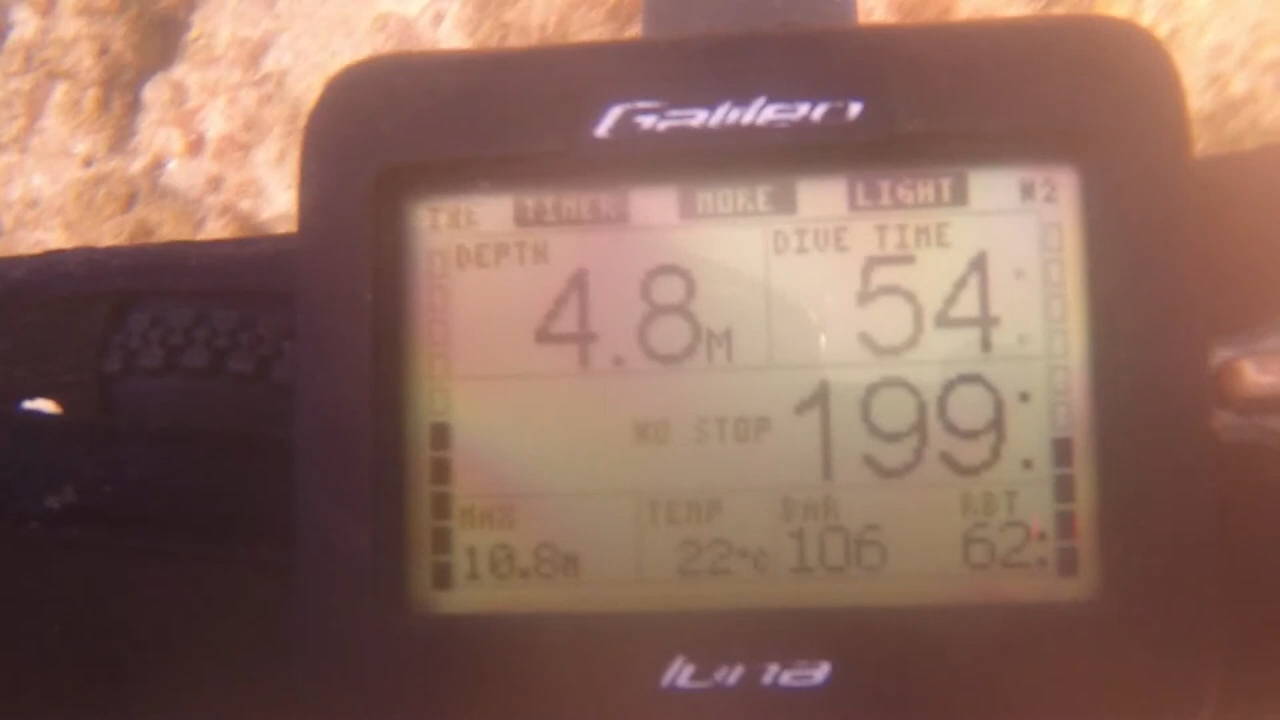 Galileo
TIMER MORE LIGHT
DEPTH DIVE TIME
4.8M 54:
NO STOP 199:
MAX TEMP BAR RBT
10.8M 22°C 106 62:
luna